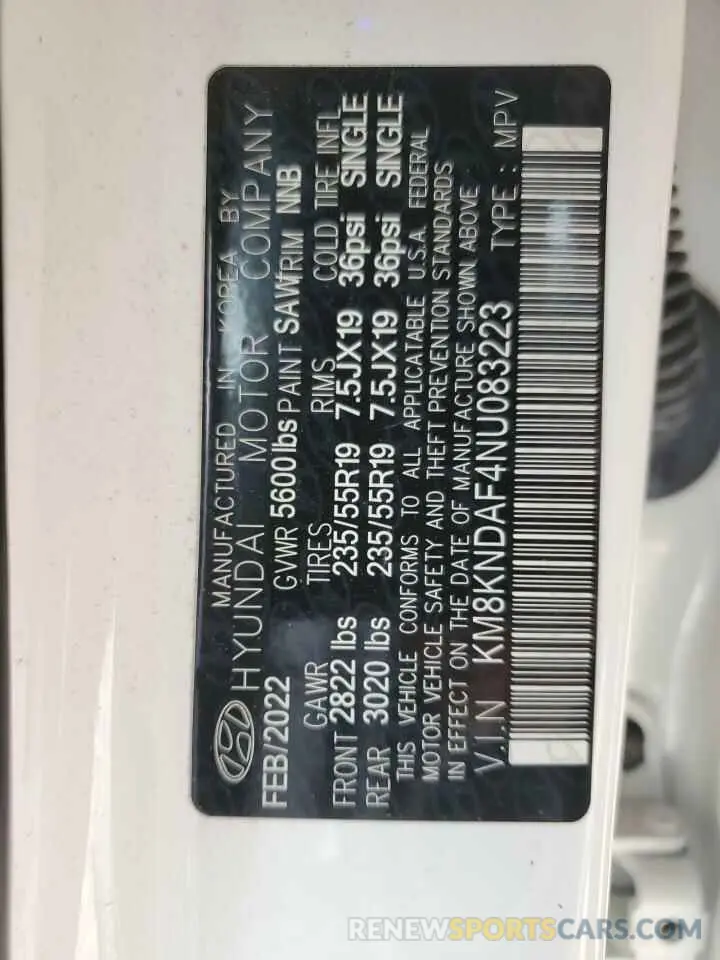 MANUFACTURED IN KOREA BY
HYUNDAI MOTOR COMPANY
FEB/2022 GVWR 5600lbs PAINT SAW TRIM NNB
GAWR TIRES RIMS COLD TIRE INFL
FRONT 2822 lbs 235/55R19 7.5JX19 36psi SINGLE
REAR 3020 lbs 235/55R19 7.5JX19 36psi SINGLE
THIS VEHICLE CONFORMS TO ALL APPLICATABLE U.S.A FEDERAL
MOTOR VEHICLE SAFETY AND THEFT PREVENTION STANDARDS
IN EFFECT ON THE DATE OF MANUFACTURE SHOWN ABOVE
V.I.N KM8KNDAF4NU083223 TYPE : MPV
RENEWSPORTSCARS.COM